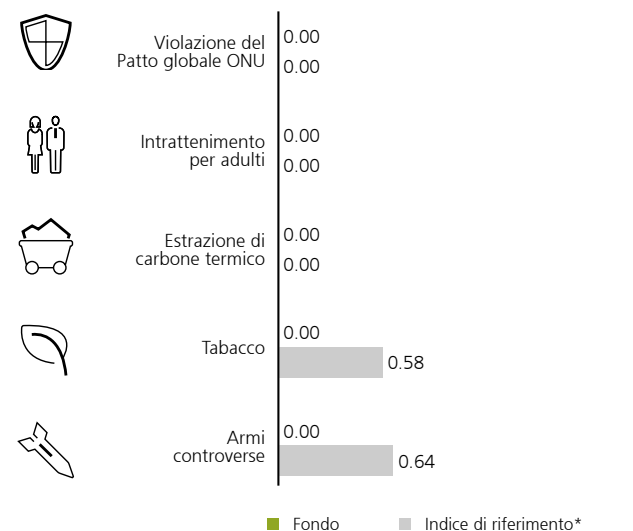 Violazione del
Patto globale ONU
0.00
0.00
Intrattenimento
per adulti
0.00
0.00
Estrazione di
carbone termico
0.00
0.00
Tabacco
0.00
0.58
Armi
controverse
0.00
0.64
Fondo
Indice di riferimento*